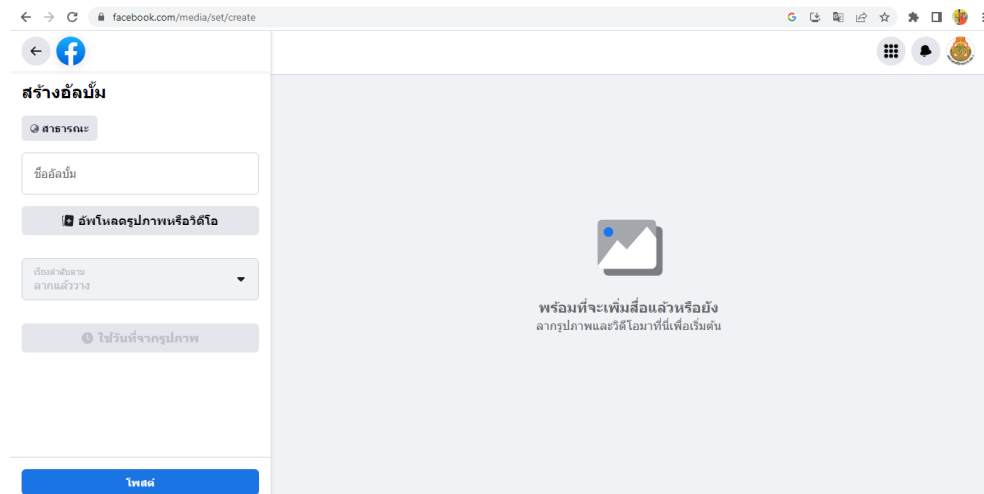 facebook.com/media/set/create
สร้างอัลบั้ม
สาธารณะ
ชื่ออัลบั้ม
อัพโหลดรูปภาพหรือวิดีโอ
เรียงลำดับตาม
ลากแล้ววาง
ใช้วันที่จากรูปภาพ
โพสต์
พร้อมที่จะเพิ่มสื่อแล้วหรือยัง
ลากรูปภาพและวิดีโอมาที่นี่เพื่อเริ่มต้น